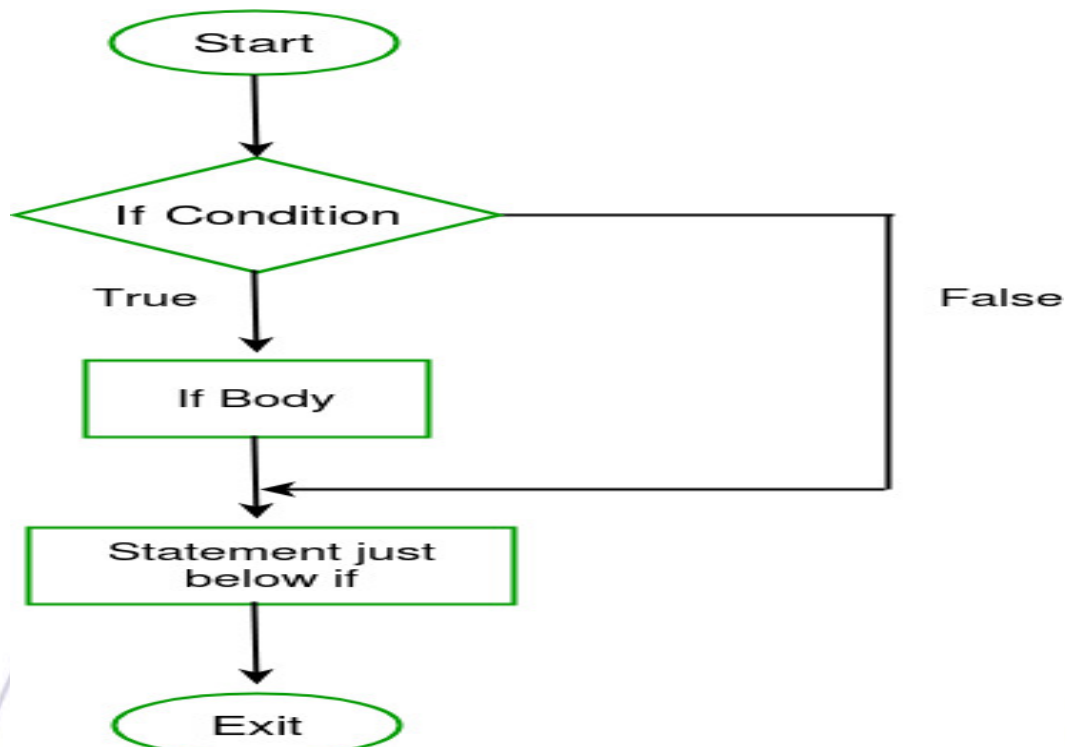 Start
If Condition
True
False
If Body
Statement just
below if
Exit